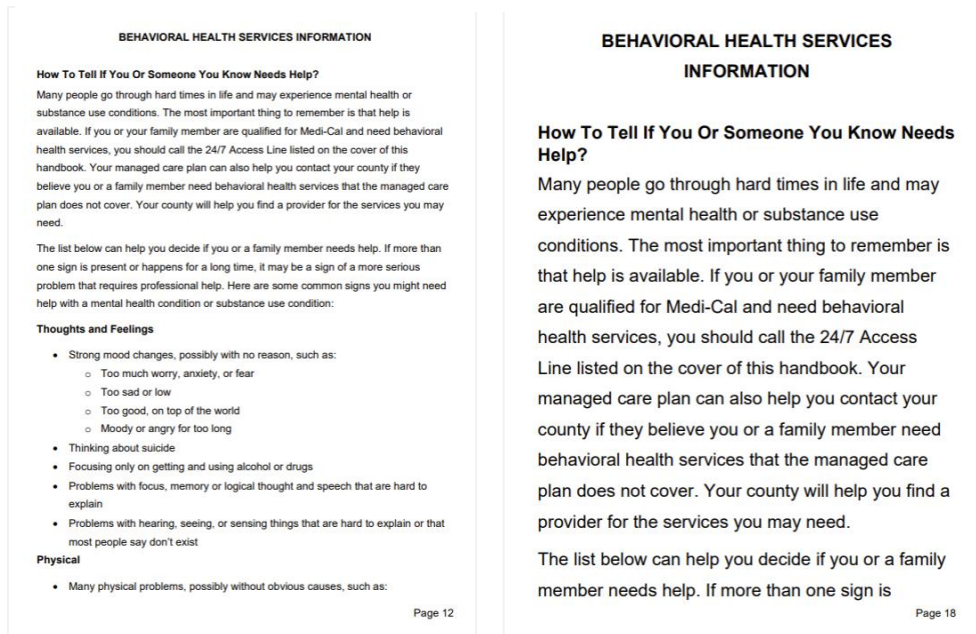 BEHAVIORAL HEALTH SERVICES INFORMATION
How To Tell If You Or Someone You Know Needs Help?
Many people go through hard times in life and may experience mental health or
substance use conditions. The most important thing to remember is that help is
available. If you or your family member are qualified for Medi-Cal and need behavioral
health services, you should call the 24/7 Access Line listed on the cover of this
handbook. Your managed care plan can also help you contact your county if they
believe you or a family member need behavioral health services that the managed care
plan does not cover. Your county will help you find a provider for the services you may
need.
The list below can help you decide if you or a family member needs help. If more than
one sign is present or happens for a long time, it may be a sign of a more serious
problem that requires professional help. Here are some common signs you might need
help with a mental health condition or substance use condition:
Thoughts and Feelings
• Strong mood changes, possibly with no reason, such as:
o Too much worry, anxiety, or fear
o Too sad or low
o Too good, on top of the world
o Moody or angry for too long
• Thinking about suicide
• Focusing only on getting and using alcohol or drugs
• Problems with focus, memory or logical thought and speech that are hard to
explain
• Problems with hearing, seeing, or sensing things that are hard to explain or that
most people say don't exist
Physical
• Many physical problems, possibly without obvious causes, such as:
Page 12
BEHAVIORAL HEALTH SERVICES
INFORMATION
How To Tell If You Or Someone You Know Needs
Help?
Many people go through hard times in life and may
experience mental health or substance use
conditions. The most important thing to remember is
that help is available. If you or your family member
are qualified for Medi-Cal and need behavioral
health services, you should call the 24/7 Access
Line listed on the cover of this handbook. Your
managed care plan can also help you contact your
county if they believe you or a family member need
behavioral health services that the managed care
plan does not cover. Your county will help you find a
provider for the services you may need.
The list below can help you decide if you or a family
member needs help. If more than one sign is
Page 18